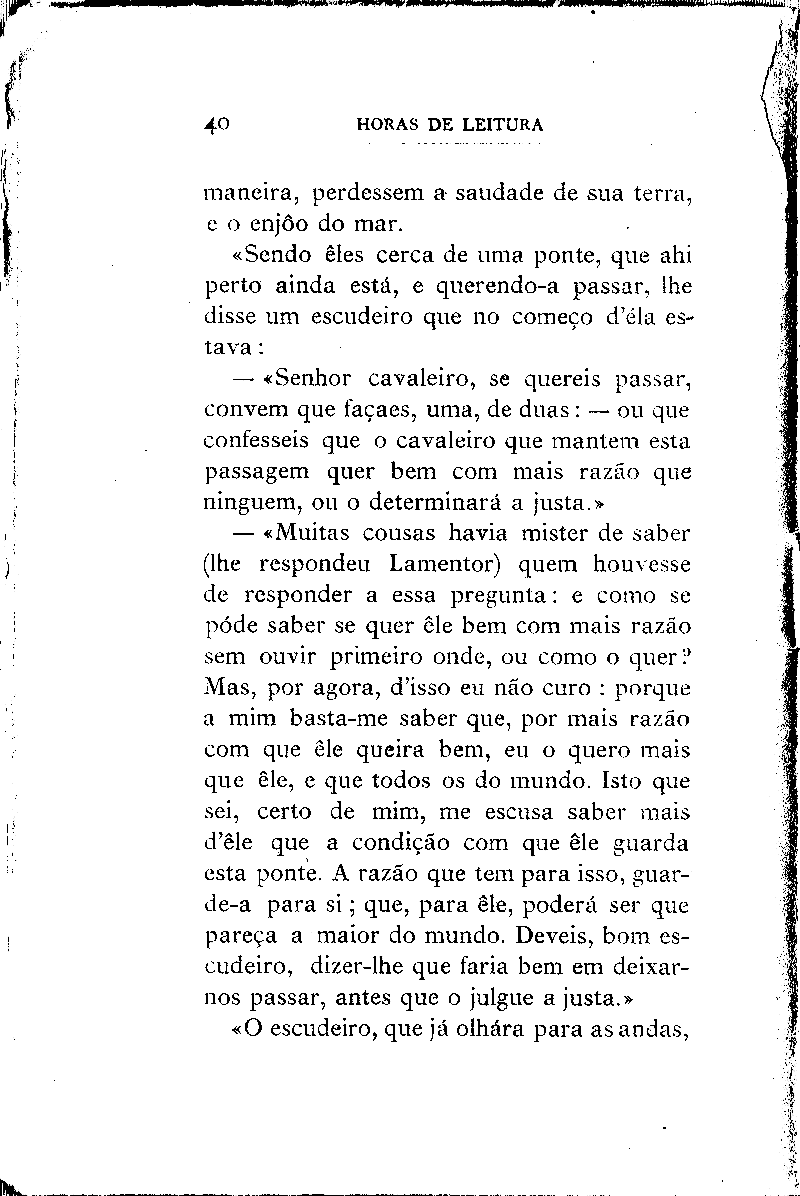 40 HORAS DE LEITURA
maneira, perdessem a saudade de sua terra,
e o enjôo do mar.
«Sendo êles cerca de uma ponte, que ahi
perto ainda está, e querendo-a passar, lhe
disse um escudeiro que no começo d'éla es-
tava :
— «Senhor cavaleiro, se quereis passar,
convem que façaes, uma, de duas : — ou que
confesseis que o cavaleiro que mantem esta
passagem quer bem com mais razão que
ninguem, ou o determinará a justa.»
— «Muitas cousas havia mister de saber
(lhe respondeu Lamentor) quem houvesse
de responder a essa pregunta : e como se
póde saber se quer êle bem com mais razão
sem ouvir primeiro onde, ou como o quer ?
Mas, por agora, d'isso eu não curo : porque
a mim basta-me saber que, por mais razão
com que êle queira bem, eu o quero mais
que êle, e que todos os do mundo. Isto que
sei, certo de mim, me escusa saber mais
d'êle que a condição com que êle guarda
esta ponte. A razão que tem para isso, guar-
de-a para si ; que, para êle, poderá ser que
pareça a maior do mundo. Deveis, bom es-
cudeiro, dizer-lhe que faria bem em deixar-
nos passar, antes que o julgue a justa.»
«O escudeiro, que já olhára para as andas,